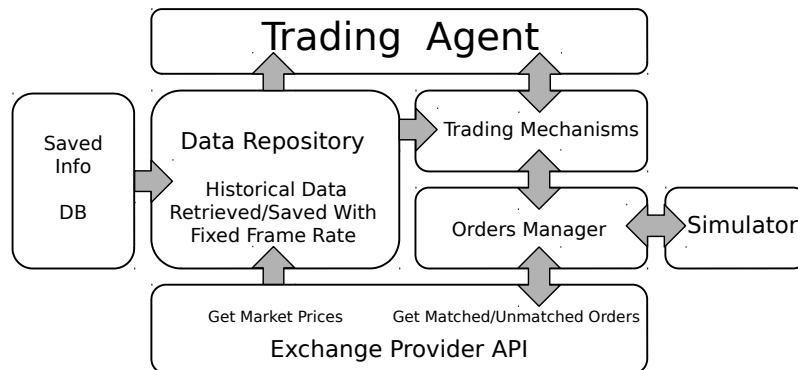 Trading Agent
Saved
Info
DB
Data Repository
Historical Data
Retrieved/Saved With
Fixed Frame Rate
Trading Mechanisms
Orders Manager
Simulator
Get Market Prices
Get Matched/Unmatched Orders
Exchange Provider API